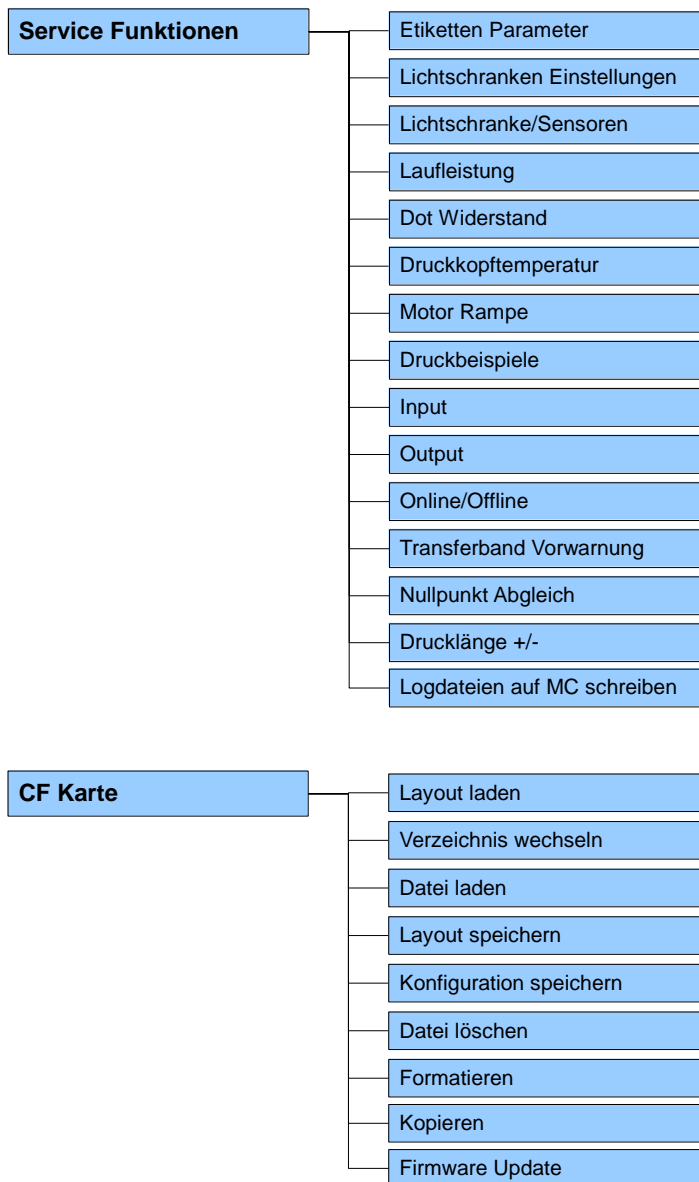 Service Funktionen
Etiketten Parameter
Lichtschranken Einstellungen
Lichtschranke/Sensoren
Laufleistung
Dot Widerstand
Druckkopftemperatur
Motor Rampe
Druckbeispiele
Input
Output
Online/Offline
Transferband Vorwarnung
Nullpunkt Abgleich
Drucklänge +/-
Logdateien auf MC schreiben
CF Karte
Layout laden
Verzeichnis wechseln
Datei laden
Layout speichern
Konfiguration speichern
Datei löschen
Formatieren
Kopieren
Firmware Update